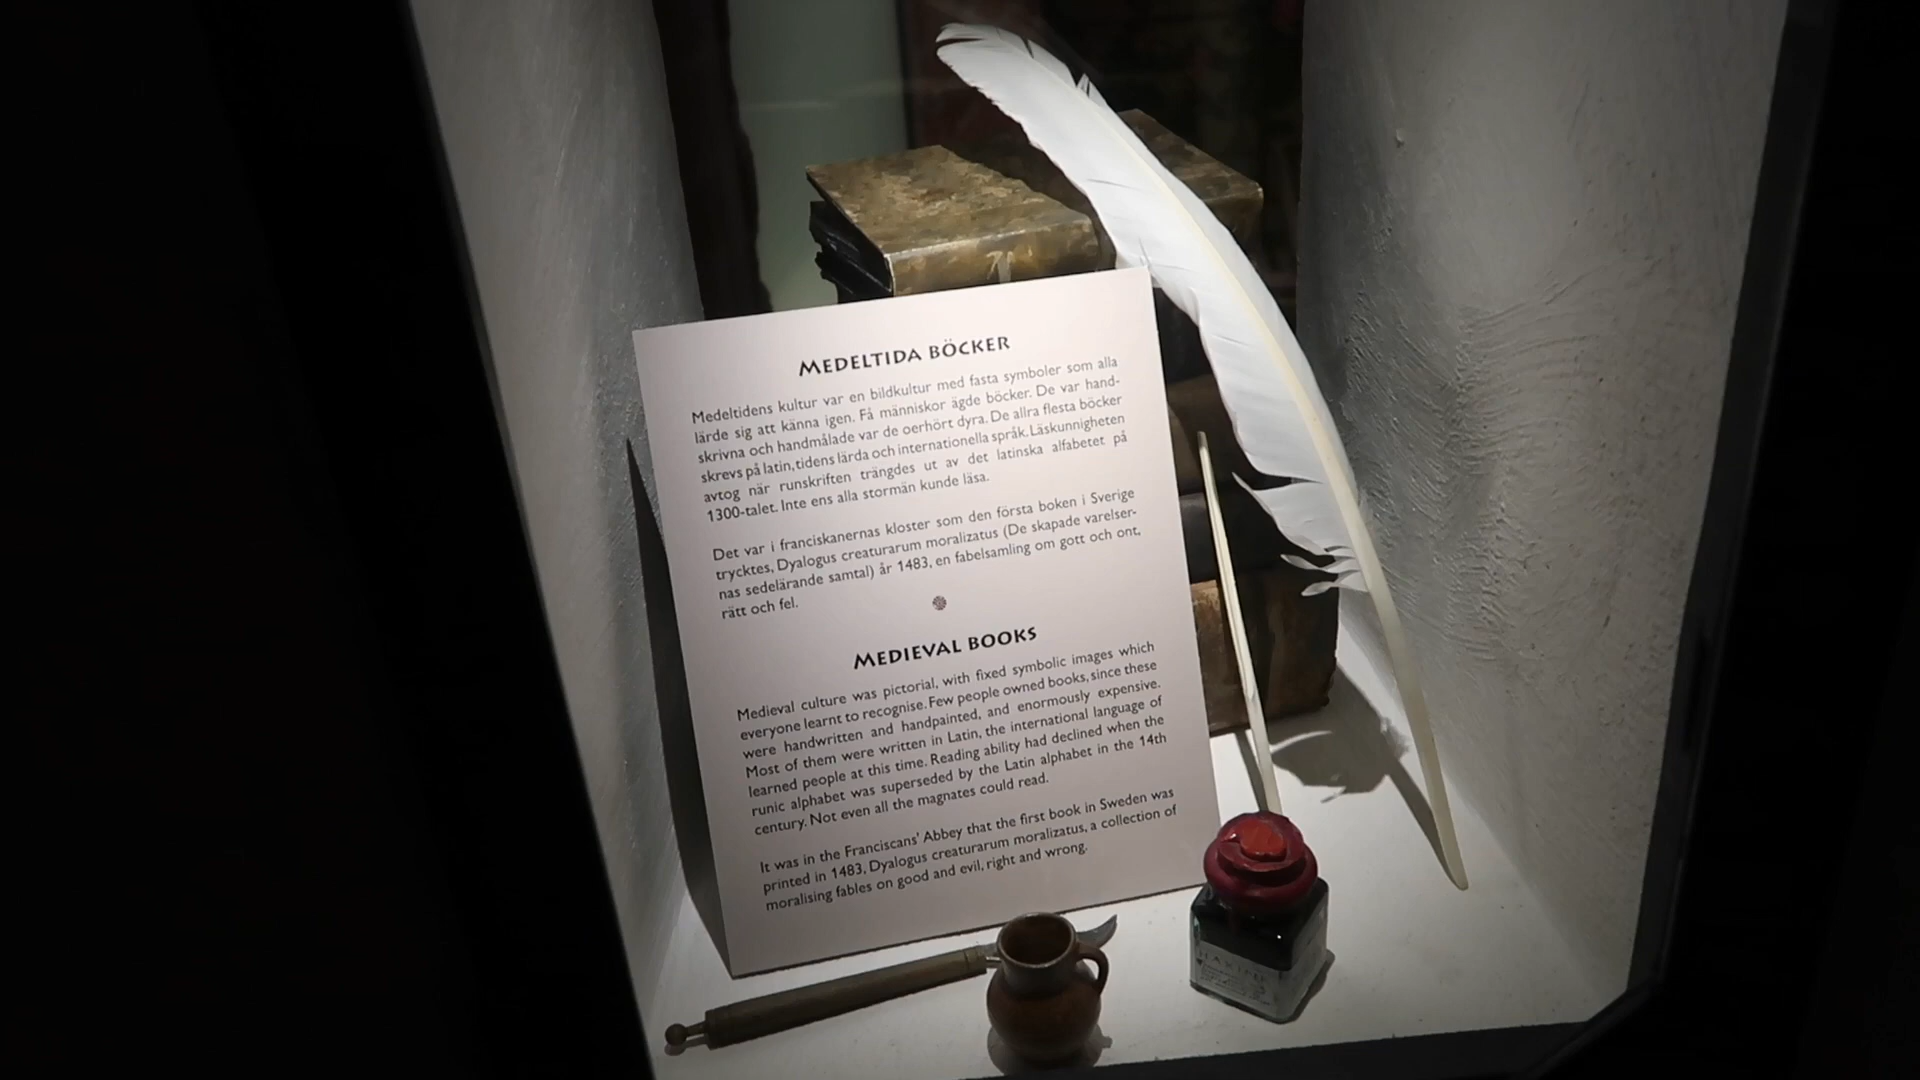 MEDELTIDA BÖCKER
Medeltidens kultur var en bildkultur med fasta symboler som alla
lärde sig att känna igen. Få människor ägde böcker. De var hand-
skrivna och handmålade var de oerhört dyra. De allra flesta böcker
skrevs på latin, tidens lärda och internationella språk. Läskunnigheten
avtog när runskriften trängdes ut av det latinska alfabetet på
1300-talet. Inte ens alla stormän kunde läsa.
Det var i franciskanernas kloster som den första boken i Sverige
trycktes, Dyalogus creaturarum moralizatus (De skapade varelser-
nas sedelärande samtal) år 1483, en fabelsamling om gott och ont,
rätt och fel.
MEDIEVAL BOOKS
Medieval culture was pictorial, with fixed symbolic images which
everyone learnt to recognise. Few people owned books, since these
were handwritten and handpainted, and enormously expensive.
Most of them were written in Latin, the international language of
learned people at this time. Reading ability had declined when the
runic alphabet was superseded by the Latin alphabet in the 14th
century. Not even all the magnates could read.
It was in the Franciscans' Abbey that the first book in Sweden was
printed in 1483, Dyalogus creaturarum moralizatus, a collection of
moralising fables on good and evil, right and wrong.